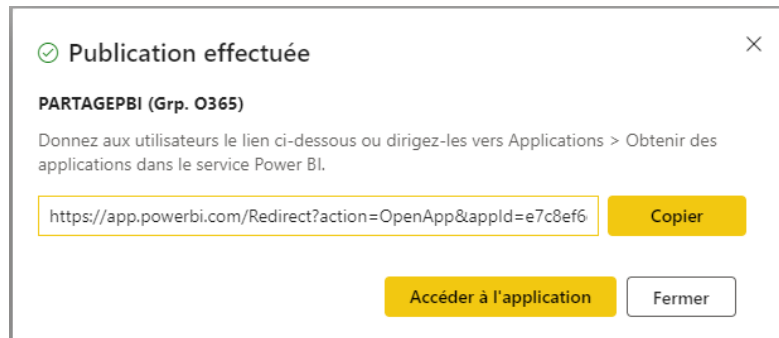 Publication effectuée
PARTAGEPBI (Grp. O365)
Donnez aux utilisateurs le lien ci-dessous ou dirigez-les vers Applications > Obtenir des
applications dans le service Power BI.
https://app.powerbi.com/Redirect?action=OpenApp&appId=e7c8ef6
Copier
Accéder à l'application
Fermer